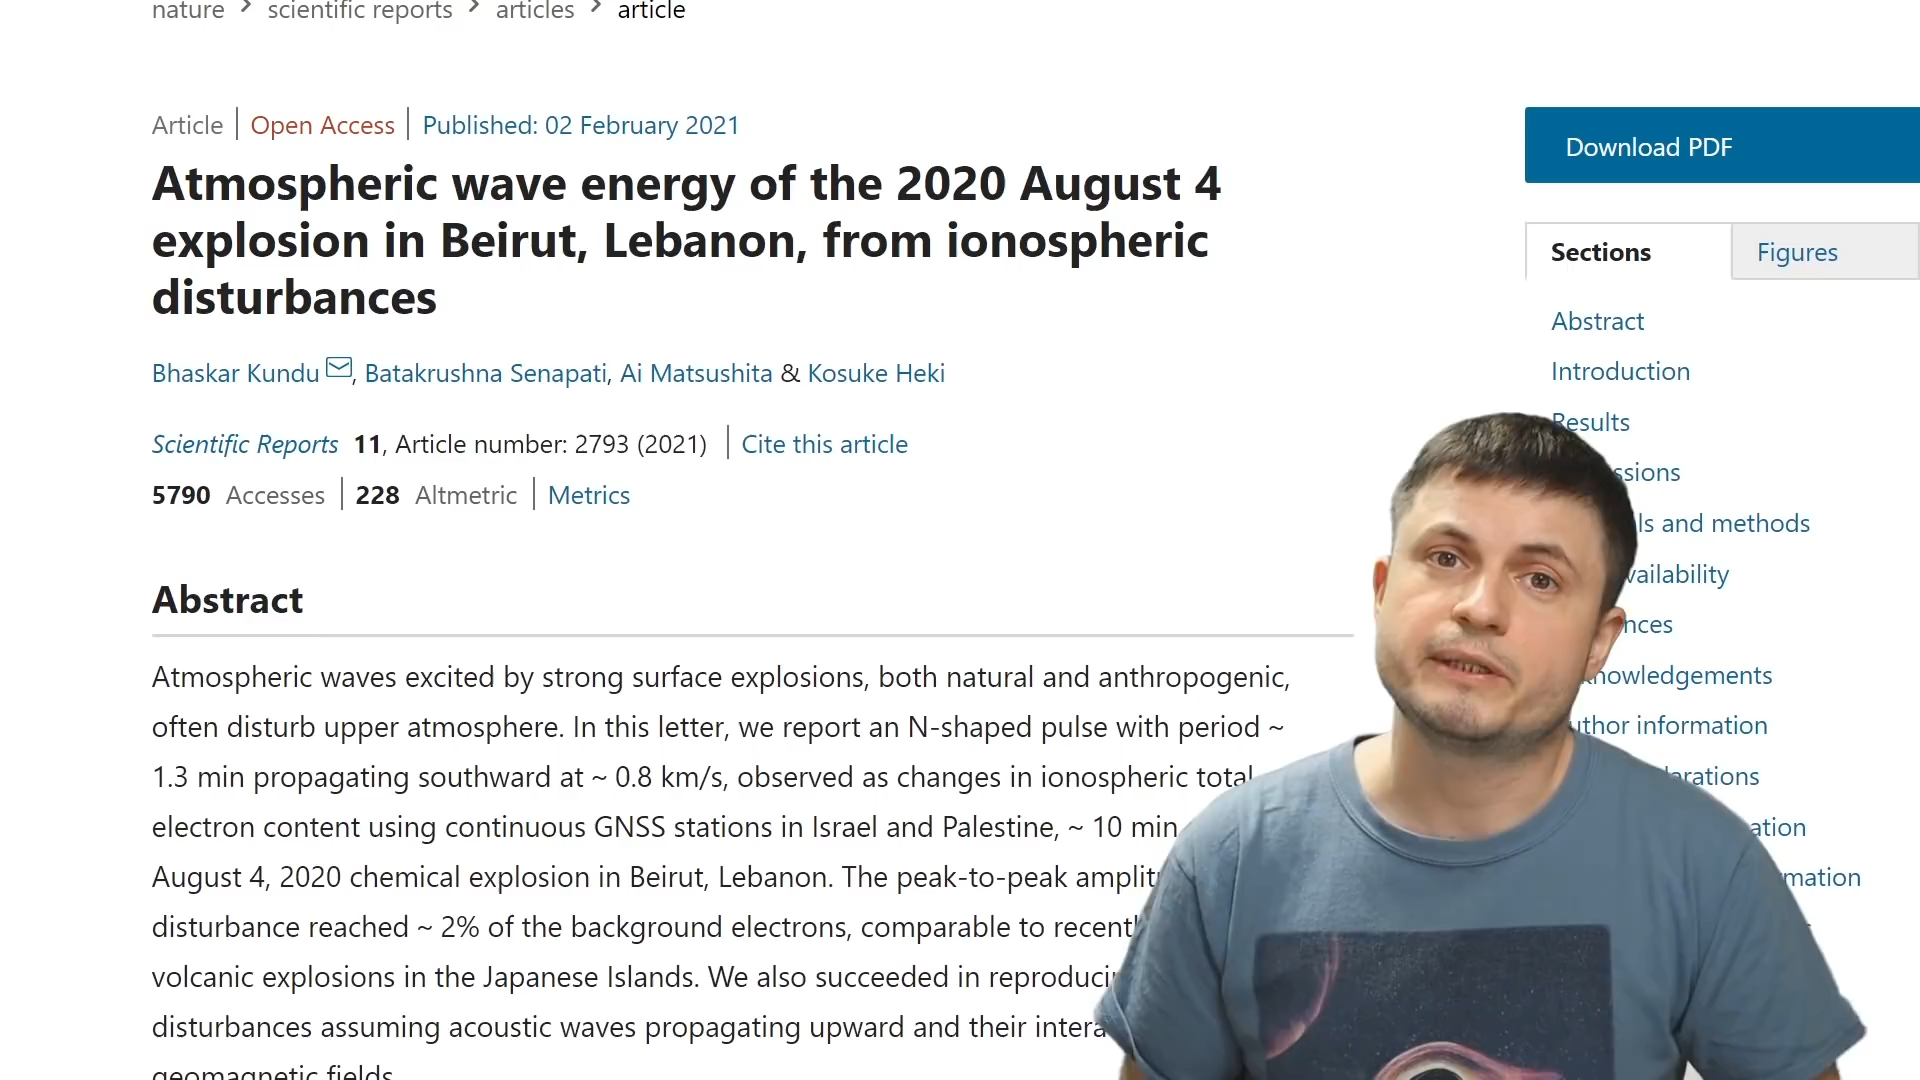 nature > scientific reports > articles > article
Article | Open Access | Published: 02 February 2021
Atmospheric wave energy of the 2020 August 4
explosion in Beirut, Lebanon, from ionospheric
disturbances
Bhaskar Kundu, Batakrushna Senapati, Ai Matsushita & Kosuke Heki
Scientific Reports 11, Article number: 2793 (2021) | Cite this article
5790 Accesses | 228 Altmetric | Metrics
Abstract
Atmospheric waves excited by strong surface explosions, both natural and anthropogenic,
often disturb upper atmosphere. In this letter, we report an N-shaped pulse with period ~
1.3 min propagating southward at ~ 0.8 km/s, observed as changes in ionospheric total
electron content using continuous GNSS stations in Israel and Palestine, ~ 10 min
August 4, 2020 chemical explosion in Beirut, Lebanon. The peak-to-peak
disturbance reached ~ 2% of the background electrons, comparable to
volcanic explosions in the Japanese Islands. We also succeeded in
disturbances assuming acoustic waves propagating upward and their
geomagnetic fields.
Download PDF
Sections
Figures
Abstract
Introduction
Results
ssions
ls and methods
vailability
nces
knowledgements
uthor information
arations
ation
mation